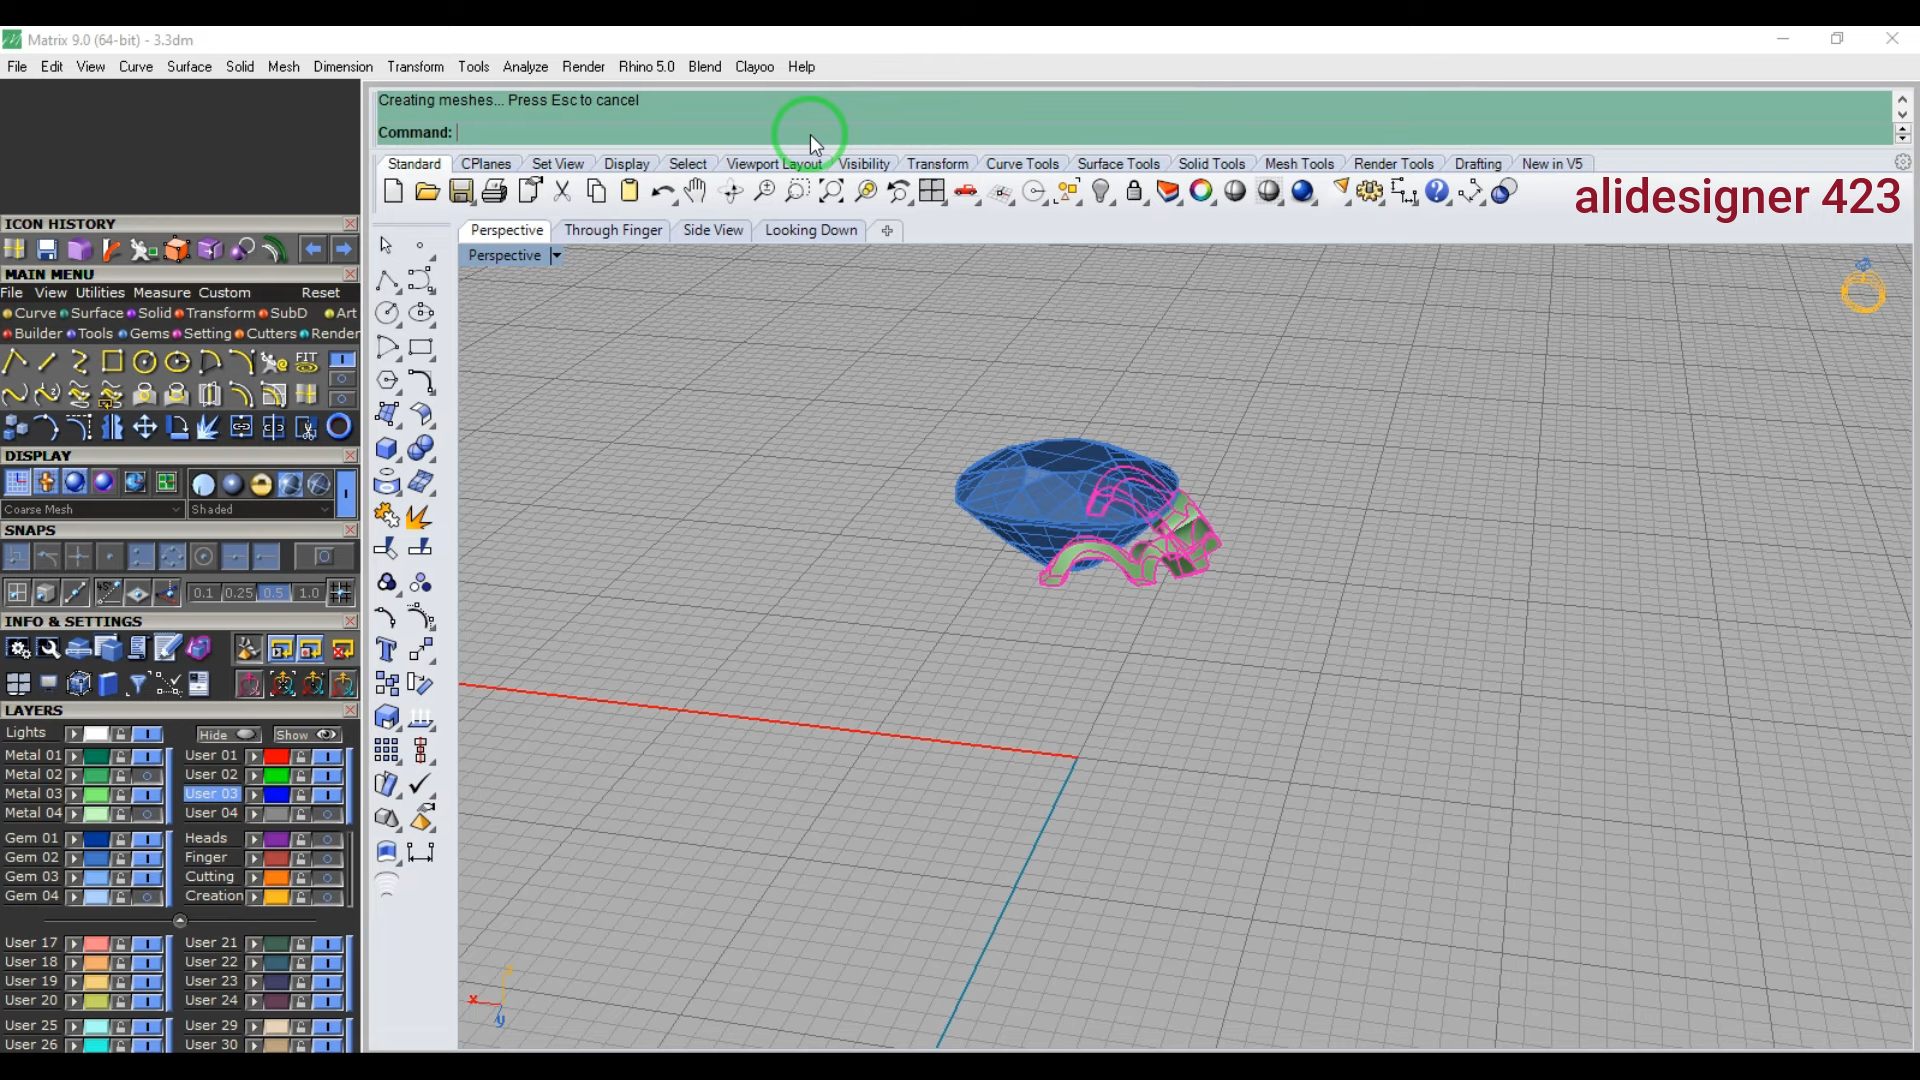 Matrix 9.0 (64-bit) - 3.3dm
File Edit View Curve Surface Solid Mesh Dimension Transform Tools Analyze Render Rhino 5.0 Blend Clayoo Help
Creating meshes... Press Esc to cancel
Command:
Standard CPlanes Set View Display Select Viewport Layout Visibility Transform Curve Tools Surface Tools Solid Tools Mesh Tools Render Tools Drafting New in V5
alidesigner 423
Perspective Through Finger Side View Looking Down
Perspective
ICON HISTORY
MAIN MENU
File View Utilities Measure Custom Reset
Curve Surface Solid Transform SubD Art
Builder Tools Gems Setting Cutters Render
FIT
DISPLAY
Coarse Mesh Shaded
SNAPS
0.1 0.25 0.5 1.0
INFO & SETTINGS
LAYERS
Lights Hide Show
Metal 01 User 01
Metal 02 User 02
Metal 03 User 03
Metal 04 User 04
Gem 01 Heads
Gem 02 Finger
Gem 03 Cutting
Gem 04 Creation
User 17 User 21
User 18 User 22
User 19 User 23
User 20 User 24
User 25 User 29
User 26 User 30
z
x
y